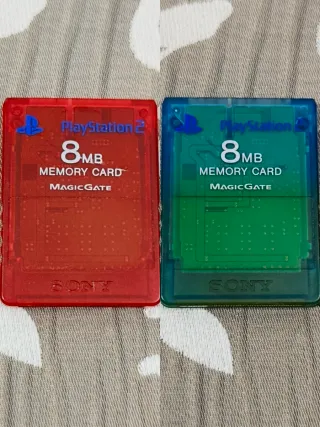 PlayStation 2
8MB
MEMORY CARD
MAGICGATE
SONY
PlayStation 2
8MB
MEMORY CARD
MAGICGATE
SONY